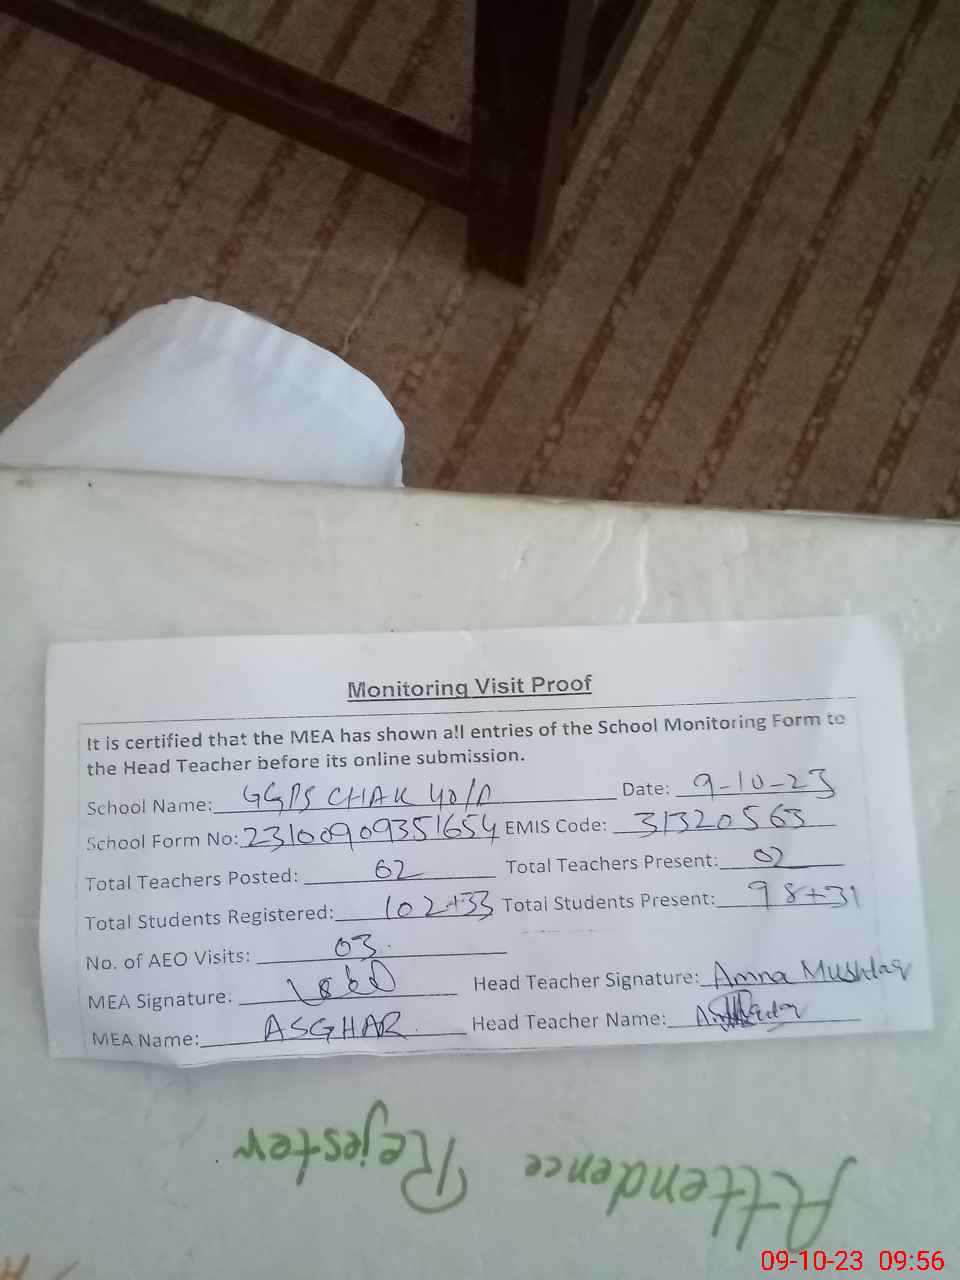 Monitoring Visit Proof
It is certified that the MEA has shown all entries of the School Monitoring Form to
the Head Teacher before its online submission.
School Name: GGPS CHAK 40/D Date: 9-10-23
School Form No: 23100909351654 EMIS Code: 31320563
Total Teachers Posted: 02 Total Teachers Present: 02
Total Students Registered: 102+33 Total Students Present: 98+31
No. of AEO Visits: 03
MEA Signature: Head Teacher Signature: Amna Mushtaq
MEA Name: ASGHAR Head Teacher Name:
Attendence Rejester
09-10-23 09:56